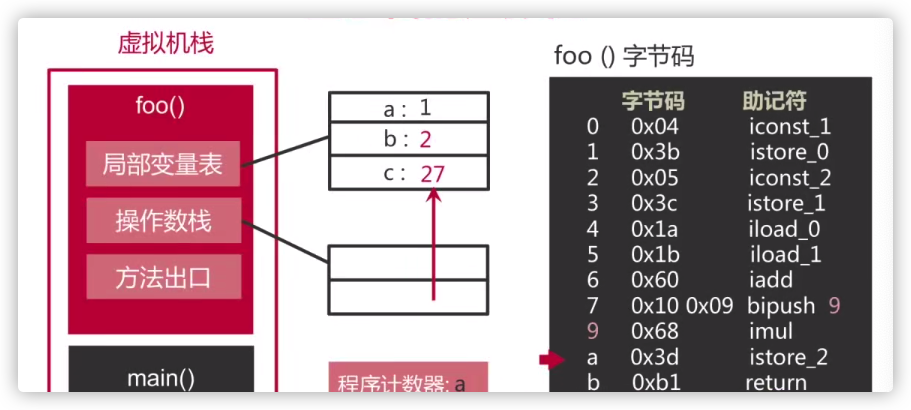 虚拟机栈
foo()
局部变量表
操作数栈
方法出口
main()
a : 1
b : 2
c : 27
程序计数器: a
foo () 字节码
字节码 助记符
0 0x04 iconst_1
1 0x3b istore_0
2 0x05 iconst_2
3 0x3c istore_1
4 0x1a iload_0
5 0x1b iload_1
6 0x60 iadd
7 0x10 0x09 bipush 9
9 0x68 imul
a 0x3d istore_2
b 0xb1 return